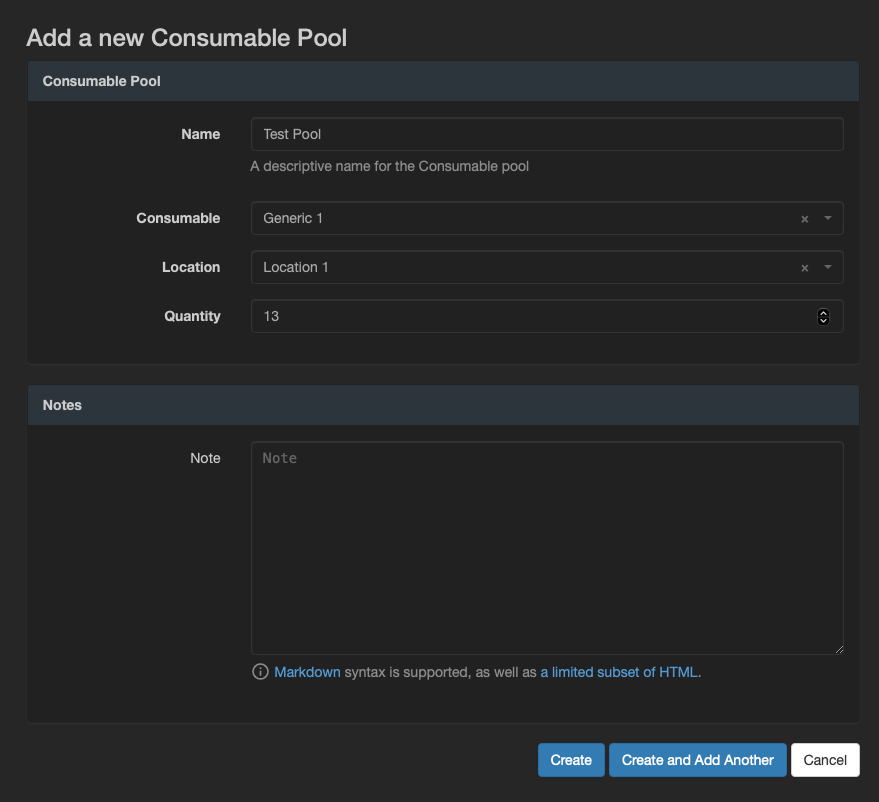 Add a new Consumable Pool
Consumable Pool
Name
Test Pool
A descriptive name for the Consumable pool
Consumable
Generic 1
×
Location
Location 1
×
Quantity
13
Notes
Note
Note
Markdown syntax is supported, as well as a limited subset of HTML.
Create
Create and Add Another
Cancel